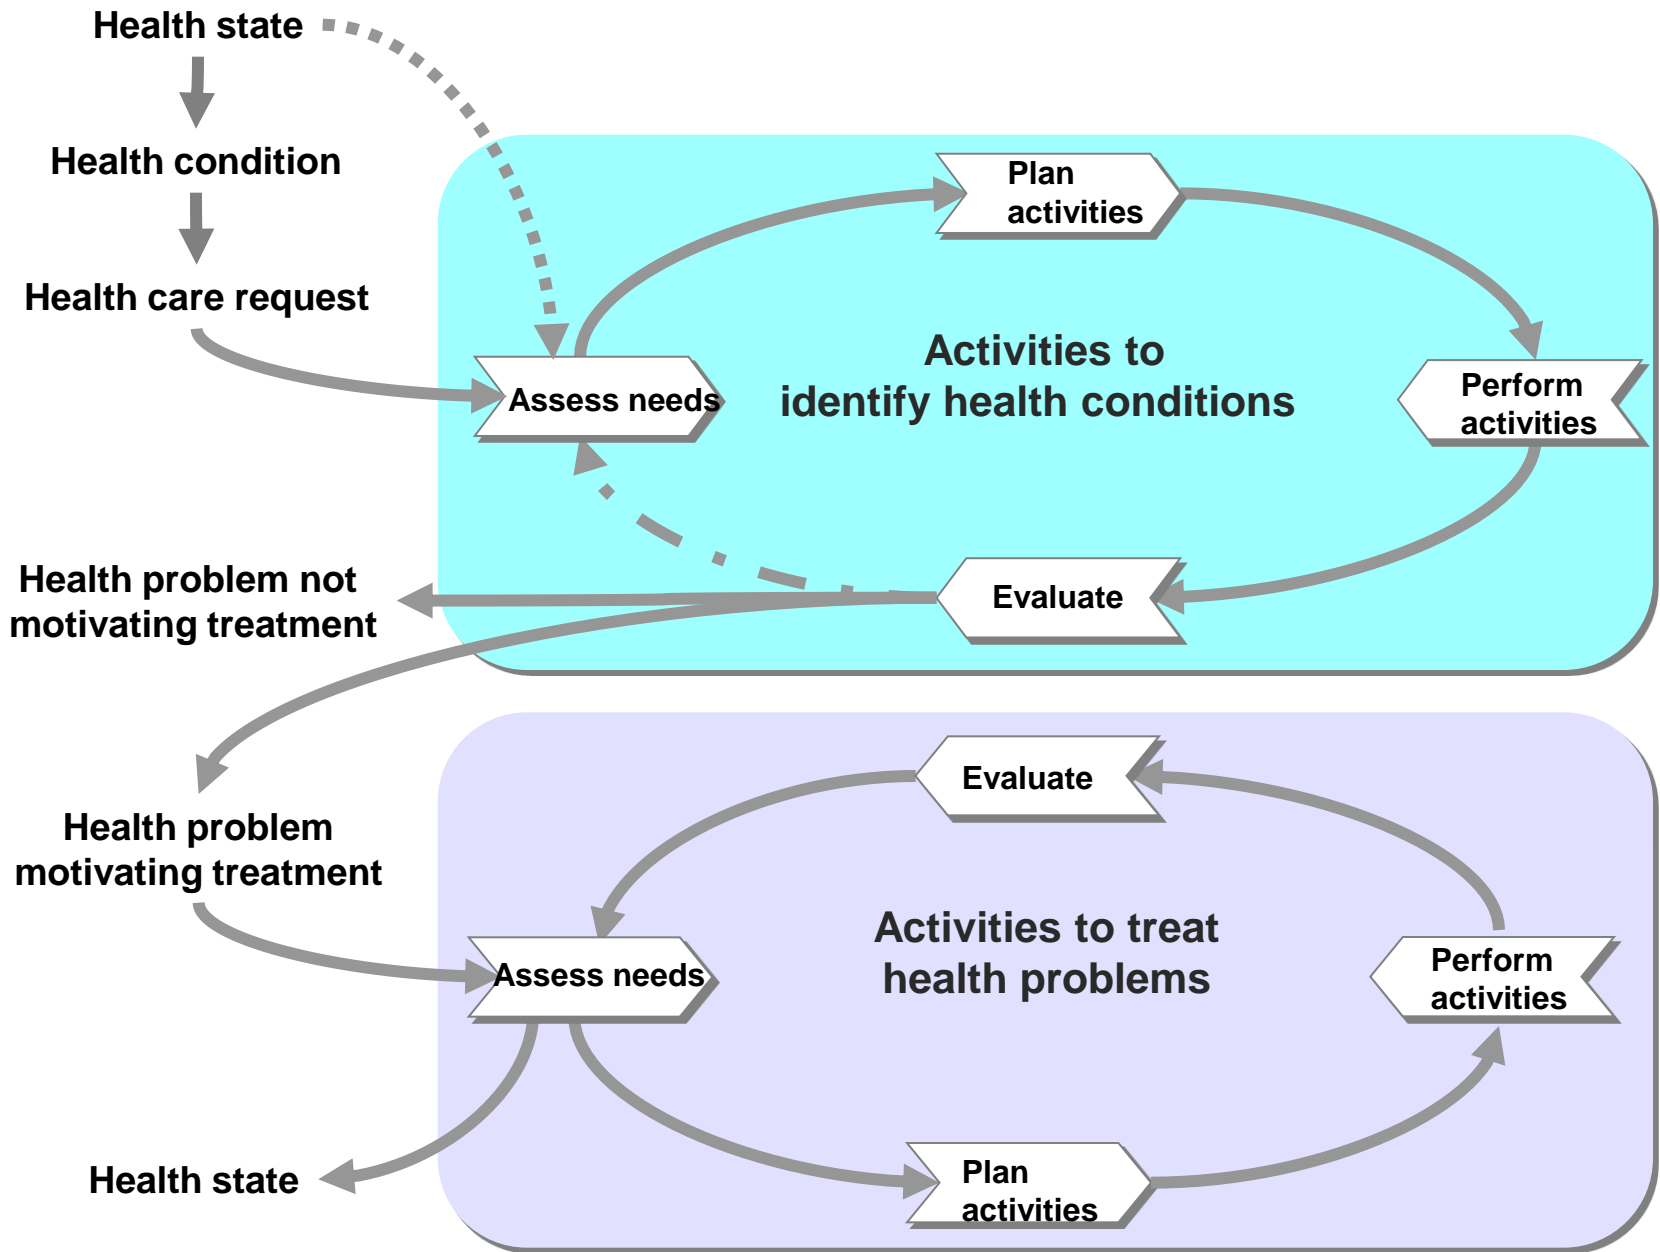 Health state
Health condition
Health care request
Plan
activities
Activities to
identify health conditions
Assess needs
Perform
activities
Evaluate
Health problem not
motivating treatment
Health problem
motivating treatment
Evaluate
Activities to treat
health problems
Assess needs
Perform
activities
Plan
activities
Health state